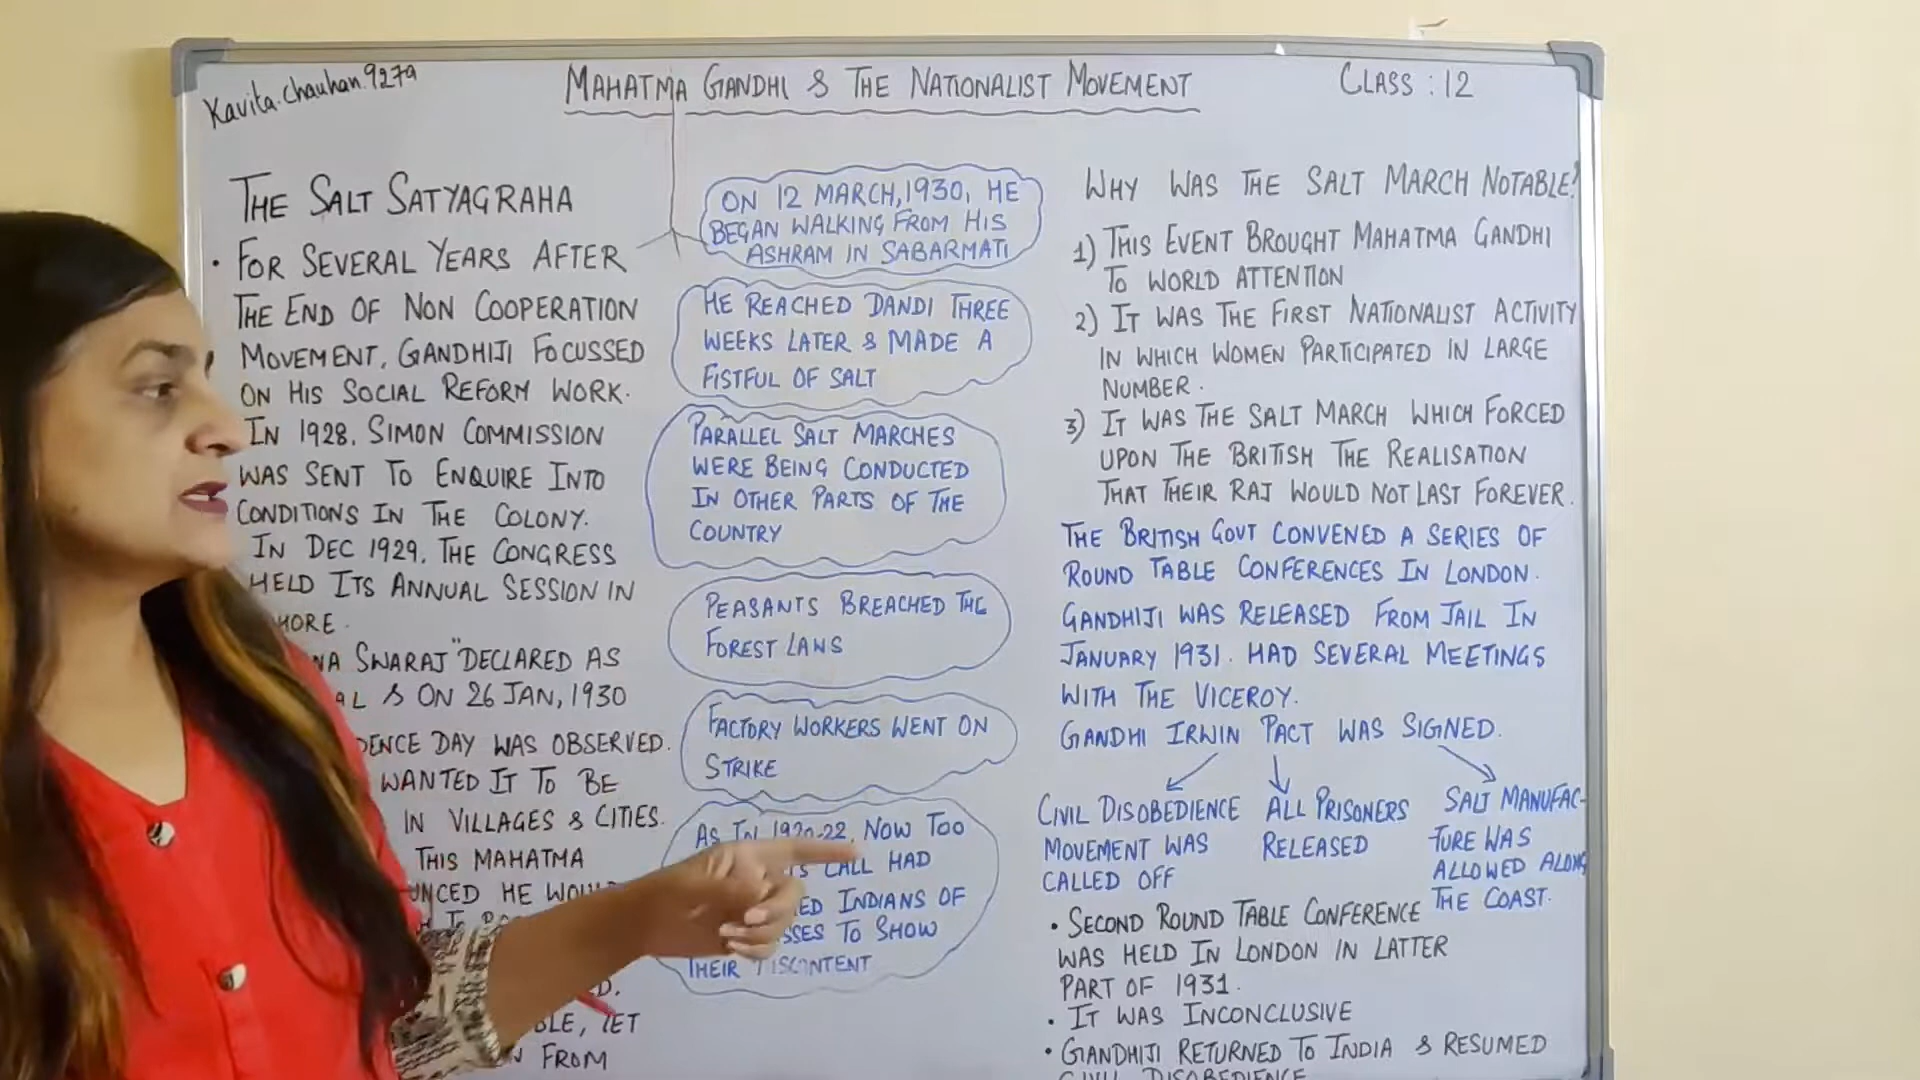 Kavita.chauhan.9279
MAHATMA GANDHI & THE NATIONALIST MOVEMENT
CLASS : 12
THE SALT SATYAGRAHA
• FOR SEVERAL YEARS AFTER
THE END OF NON COOPERATION
MOVEMENT, GANDHIJI FOCUSSED
ON HIS SOCIAL REFORM WORK.
IN 1928, SIMON COMMISSION
WAS SENT TO ENQUIRE INTO
CONDITIONS IN THE COLONY.
IN DEC 1929, THE CONGRESS
HELD ITS ANNUAL SESSION IN
SWARAJ" DECLARED AS
& ON 26 JAN, 1930
DAY WAS OBSERVED.
WANTED IT TO BE
IN VILLAGES & CITIES.
THIS MAHATMA
HE
YET
FROM
ON 12 MARCH, 1930, HE
BEGAN WALKING FROM HIS
ASHRAM IN SABARMATI
HE REACHED DANDI THREE
WEEKS LATER & MADE A
FISTFUL OF SALT
PARALLEL SALT MARCHES
WERE BEING CONDUCTED
IN OTHER PARTS OF THE
COUNTRY
PEASANTS BREACHED THE
FOREST LAWS
FACTORY WORKERS WENT ON
STRIKE
AS IN 1920-22, NOW TOO
CALL HAD
INDIANS OF
TO SHOW
THEIR DISCONTENT
WHY WAS THE SALT MARCH NOTABLE?
1) THIS EVENT BROUGHT MAHATMA GANDHI
TO WORLD ATTENTION
2) IT WAS THE FIRST NATIONALIST ACTIVITY
IN WHICH WOMEN PARTICIPATED IN LARGE
NUMBER.
3) IT WAS THE SALT MARCH WHICH FORCED
UPON THE BRITISH THE REALISATION
THAT THEIR RAJ WOULD NOT LAST FOREVER.
THE BRITISH GOVT CONVENED A SERIES OF
ROUND TABLE CONFERENCES IN LONDON.
GANDHIJI WAS RELEASED FROM JAIL IN
JANUARY 1931. HAD SEVERAL MEETINGS
WITH THE VICEROY.
GANDHI IRWIN PACT WAS SIGNED.
CIVIL DISOBEDIENCE
MOVEMENT WAS
CALLED OFF
ALL PRISONERS
RELEASED
SALT MANUFAC-
TURE WAS
ALLOWED ALONG
THE COAST.
• SECOND ROUND TABLE CONFERENCE
WAS HELD IN LONDON IN LATTER
PART OF 1931.
• IT WAS INCONCLUSIVE
• GANDHIJI RETURNED TO INDIA & RESUMED
CIVIL DISOBEDIENCE